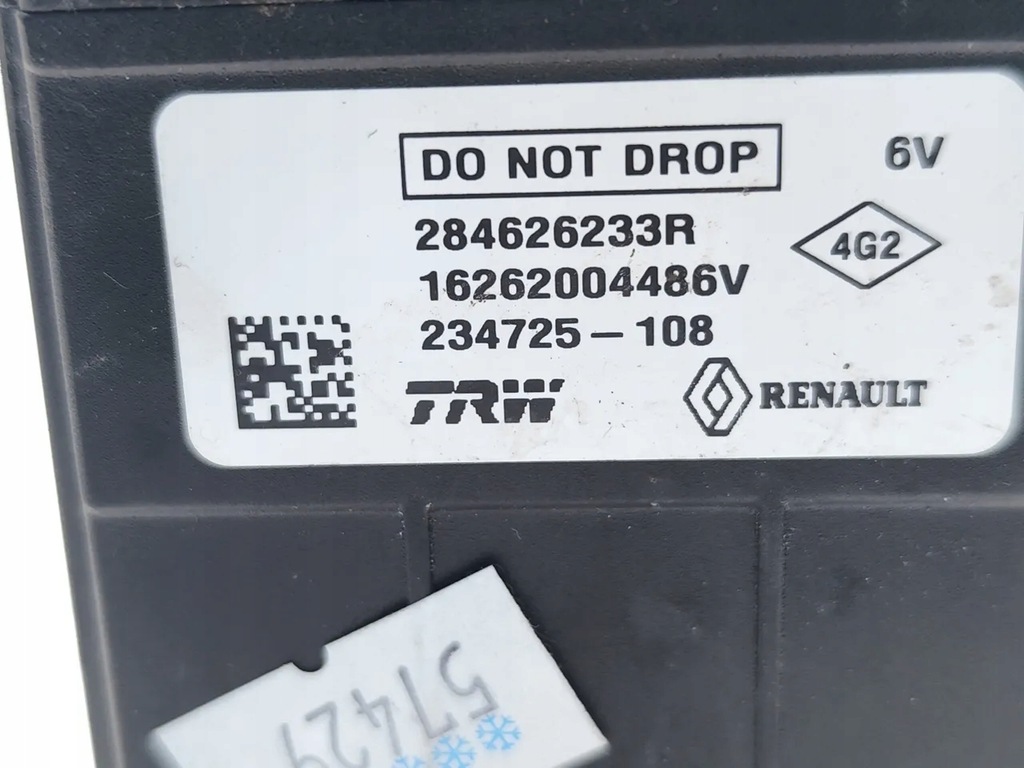 DO NOT DROP
6V
284626233R
4G2
16262004486V
234725-108
TRW
RENAULT
57429